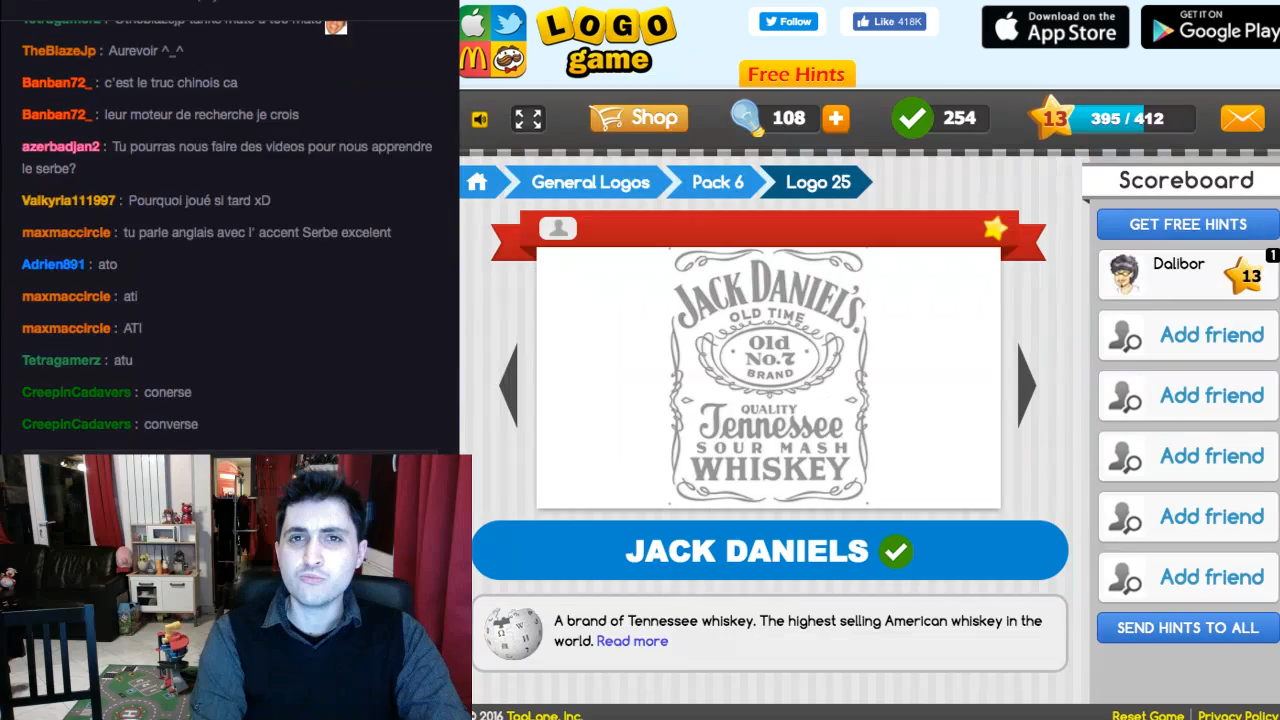 TheBlazeJp : Aurevoir ^_^
Banban72_ : c'est le truc chinois ca
Banban72_ : leur moteur de recherche je crois
azerbadjan2 : Tu pourras nous faire des videos pour nous apprendre
le serbe?
Valkyria111997 : Pourquoi joué si tard xD
maxmaccircle : tu parle anglais avec l' accent Serbe excelent
Adrien891 : ato
maxmaccircle : ati
maxmaccircle : ATI
Tetragamerz : atu
CreepinCadavers : conerse
CreepinCadavers : converse
LOGO
game
Follow
Like 418K
Download on the
App Store
GET IT ON
Google Play
Free Hints
Shop
108
254
13
395 / 412
General Logos
Pack 6
Logo 25
JACK DANIEL'S
OLD TIME
Old
No.7
BRAND
QUALITY
Tennessee
SOUR MASH
WHISKEY
JACK DANIELS
A brand of Tennessee whiskey. The highest selling American whiskey in the
world. Read more
Scoreboard
GET FREE HINTS
1
Dalibor
13
Add friend
Add friend
Add friend
Add friend
Add friend
SEND HINTS TO ALL
© 2016 TooLone, Inc.
Reset Game | Privacy Policy